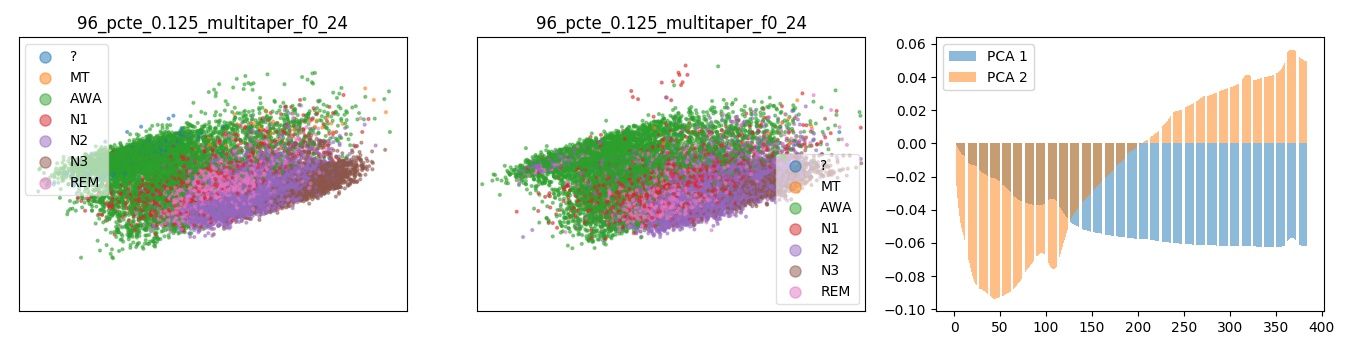 96_pcte_0.125_multitaper_f0_24
?
MT
AWA
N1
N2
N3
REM
96_pcte_0.125_multitaper_f0_24
?
MT
AWA
N1
N2
N3
REM
PCA 1
PCA 2
0.06
0.04
0.02
0.00
−0.02
−0.04
−0.06
−0.08
−0.10
0 50 100 150 200 250 300 350 400